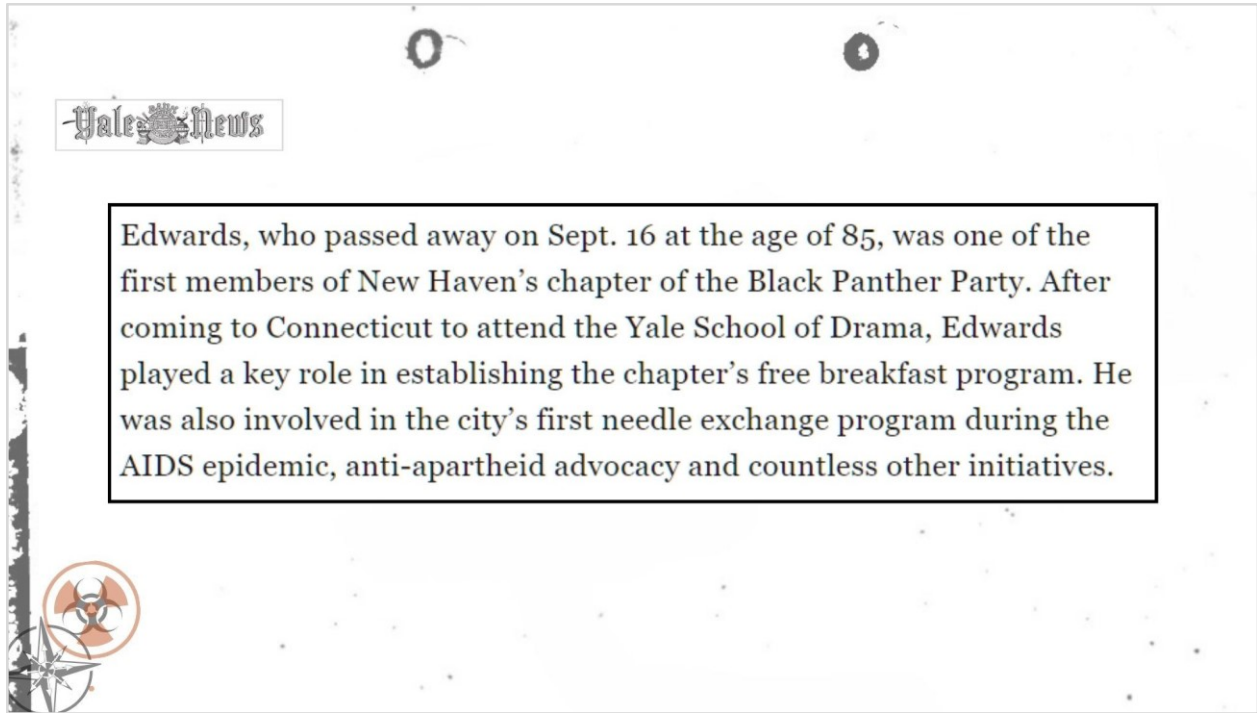 Yale Daily News
Edwards, who passed away on Sept. 16 at the age of 85, was one of the
first members of New Haven’s chapter of the Black Panther Party. After
coming to Connecticut to attend the Yale School of Drama, Edwards
played a key role in establishing the chapter’s free breakfast program. He
was also involved in the city’s first needle exchange program during the
AIDS epidemic, anti-apartheid advocacy and countless other initiatives.